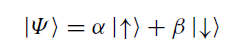 |Ψ⟩ = α |↑⟩ + β |↓⟩